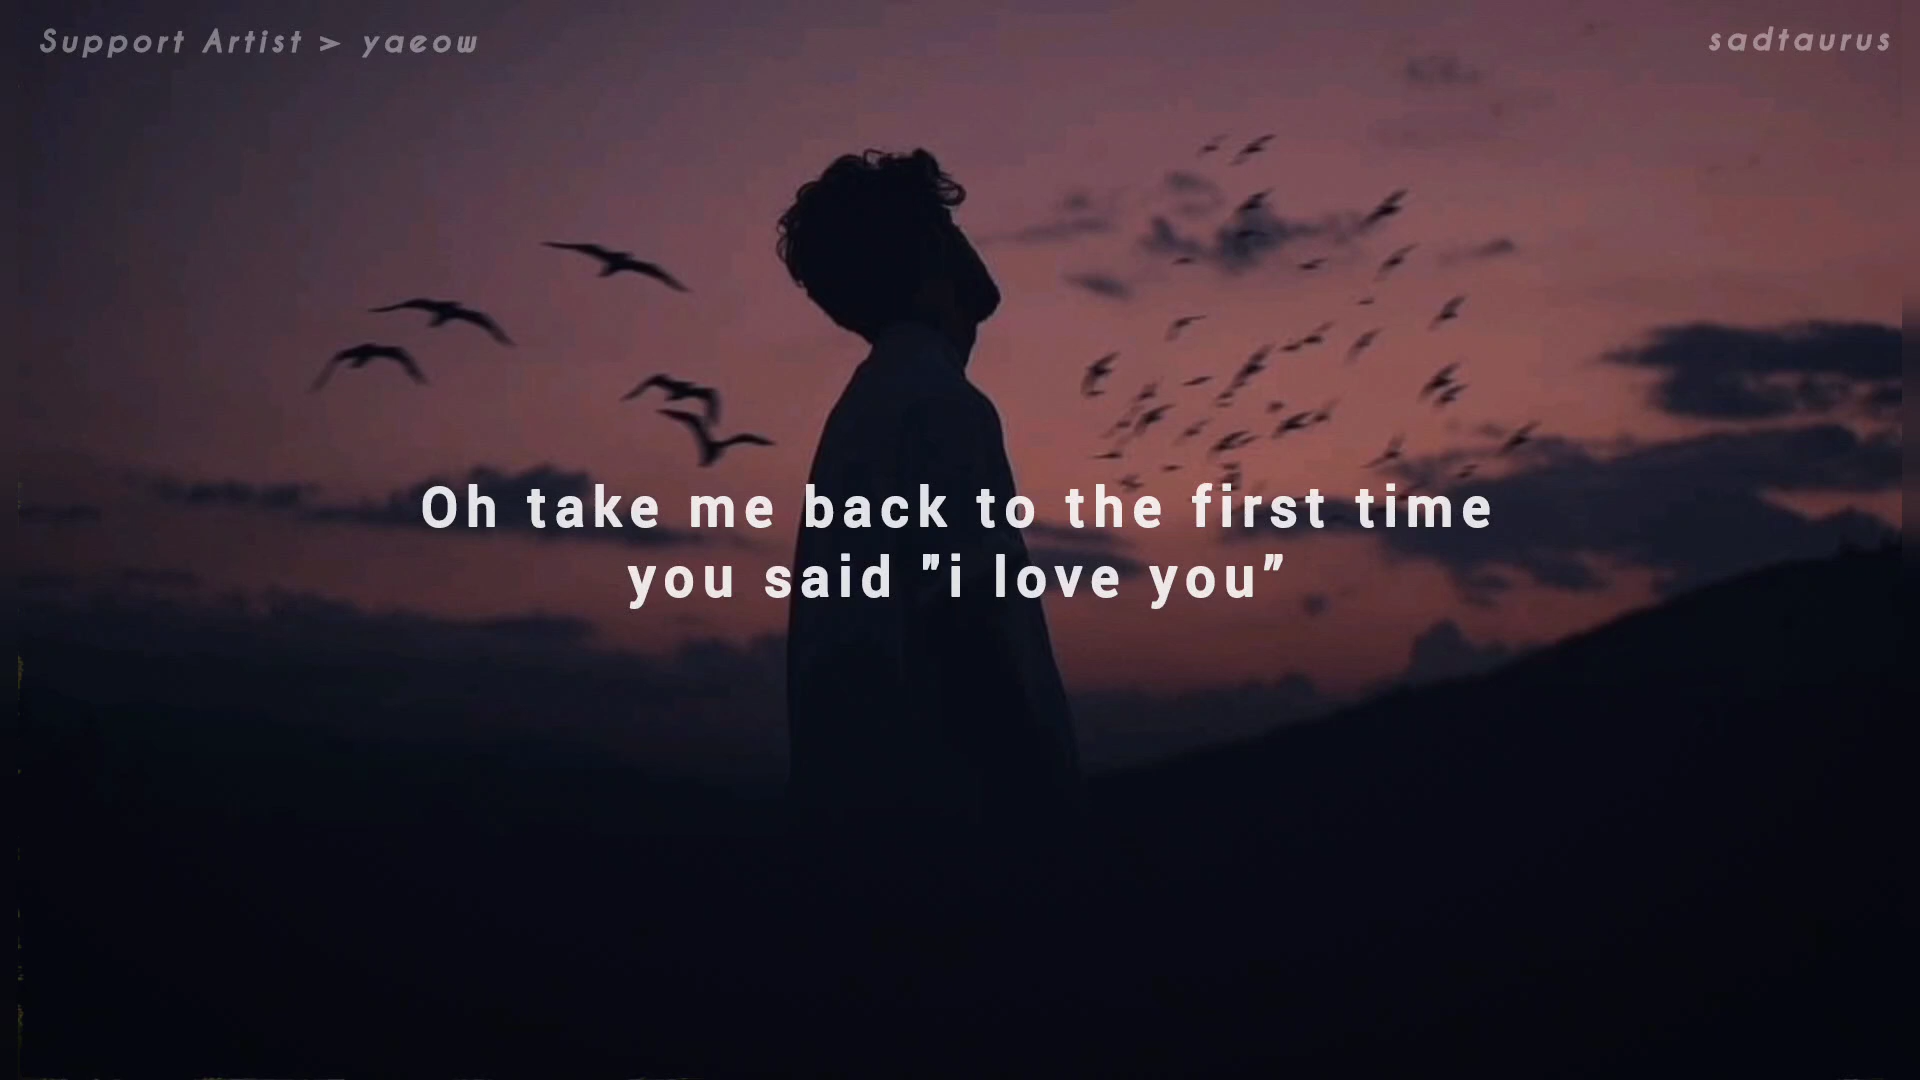 Support Artist > yaeow
sadtaurus
Oh take me back to the first time
you said "i love you"